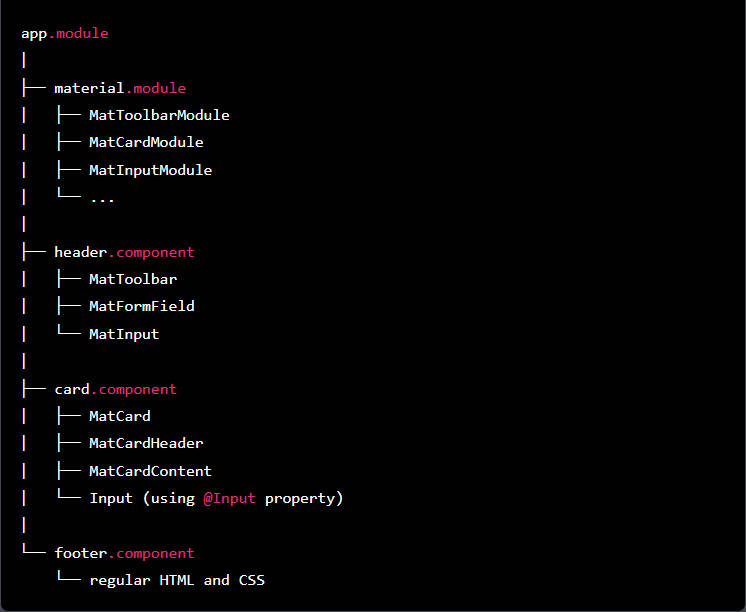 app.module
|
├── material.module
|   ├── MatToolbarModule
|   ├── MatCardModule
|   ├── MatInputModule
|   └── ...
|
├── header.component
|   ├── MatToolbar
|   ├── MatFormField
|   └── MatInput
|
├── card.component
|   ├── MatCard
|   ├── MatCardHeader
|   ├── MatCardContent
|   └── Input (using @Input property)
|
└── footer.component
    └── regular HTML and CSS